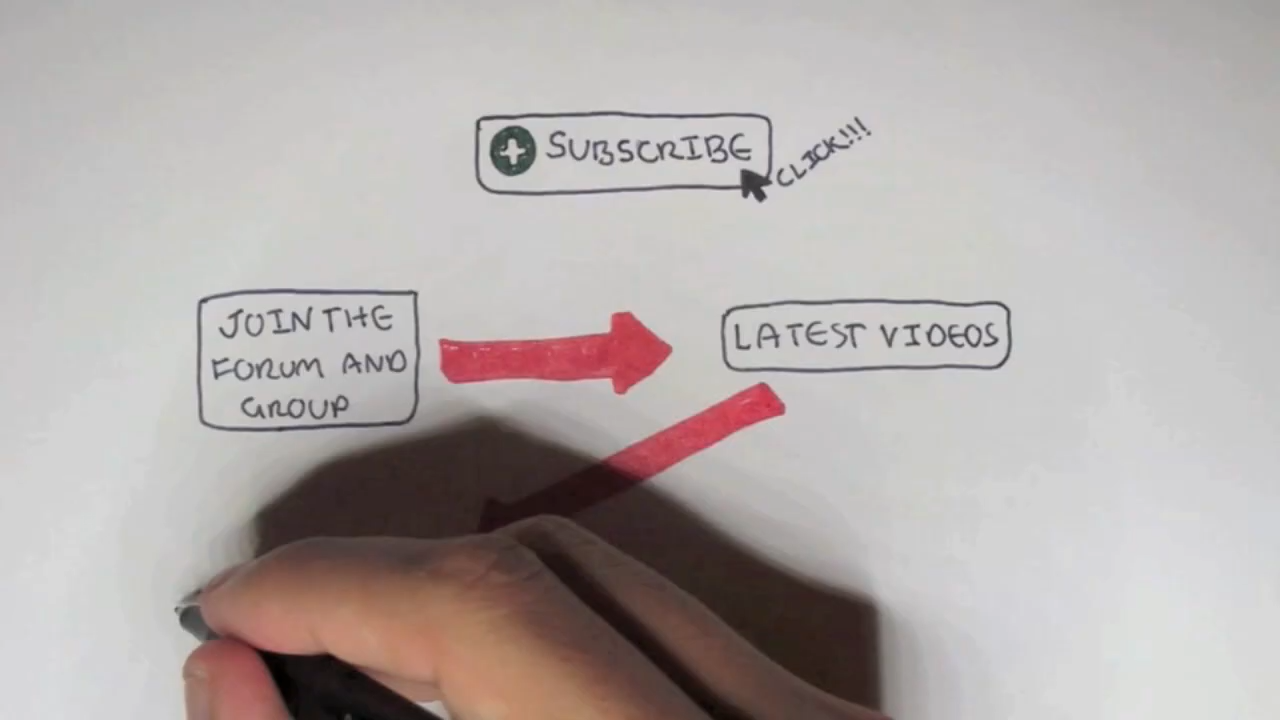 SUBSCRIBE
CLICK!!!
JOIN THE
FORUM AND
GROUP
LATEST VIDEOS